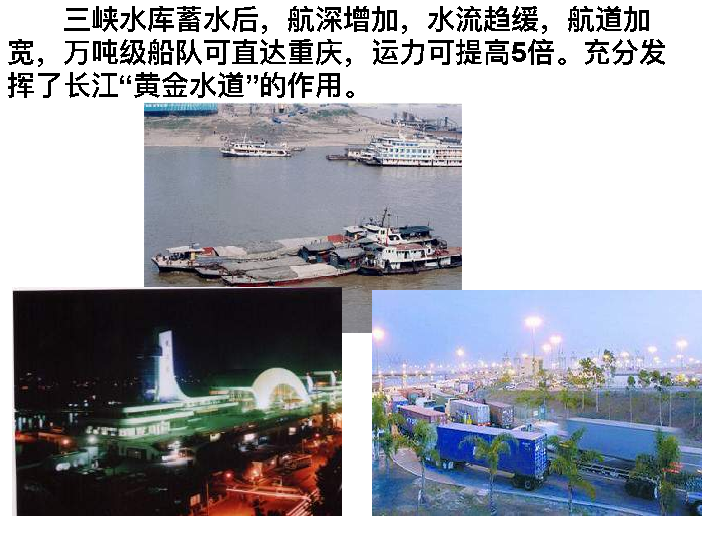 三峡水库蓄水后，航深增加，水流趋缓，航道加
宽，万吨级船队可直达重庆，运力可提高5倍。充分发
挥了长江“黄金水道”的作用。